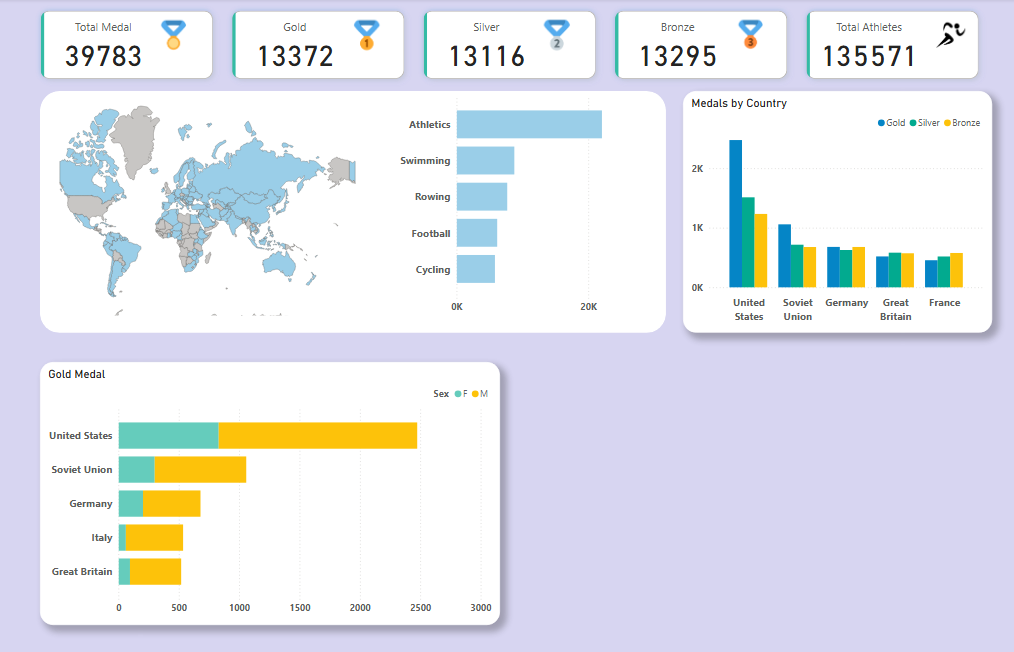 Total Medal
39783
Gold
13372
1
Silver
13116
2
Bronze
13295
3
Total Athletes
135571
Athletics
Swimming
Rowing
Football
Cycling
0K 20K
Medals by Country
Gold Silver Bronze
2K
1K
0K
United States
Soviet Union
Germany
Great Britain
France
Gold Medal
Sex F M
United States
Soviet Union
Germany
Italy
Great Britain
0 500 1000 1500 2000 2500 3000